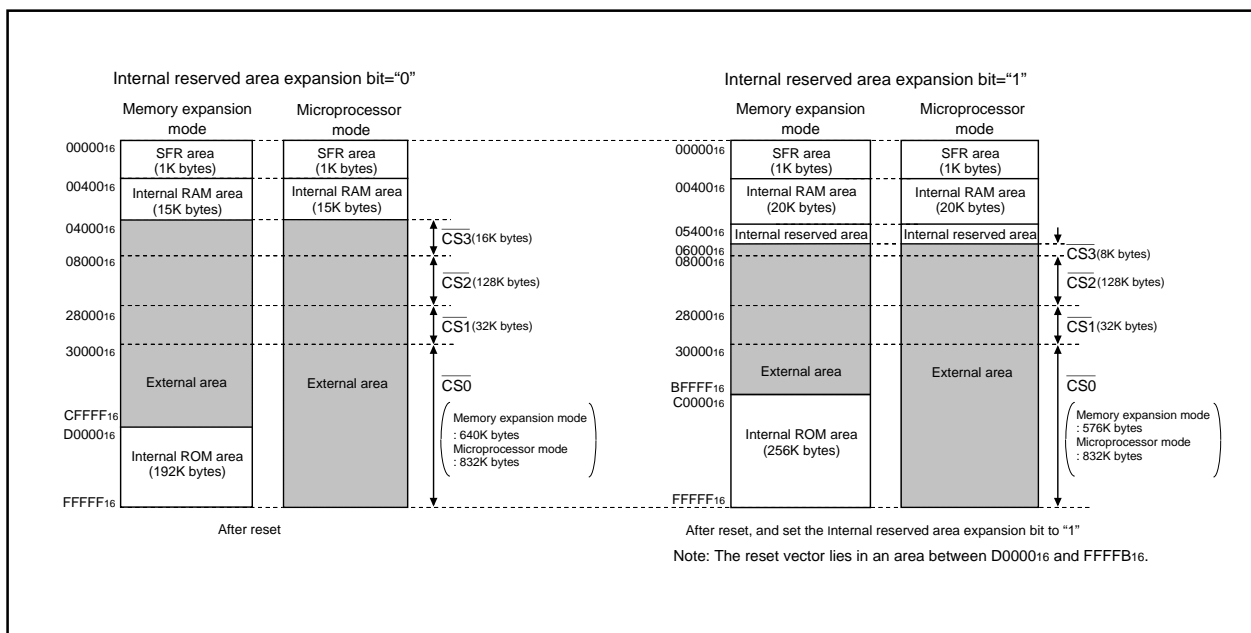 Internal reserved area expansion bit=“0”
Memory expansion
mode
Microprocessor
mode
0000016
SFR area
(1K bytes)
SFR area
(1K bytes)
0040016
Internal RAM area
(15K bytes)
Internal RAM area
(15K bytes)
0400016
CS3 (16K bytes)
0800016
CS2 (128K bytes)
2800016
CS1 (32K bytes)
3000016
External area
External area
CS0
CFFFF16
D000016
Memory expansion mode
: 640K bytes
Microprocessor mode
: 832K bytes
Internal ROM area
(192K bytes)
FFFFF16
After reset
Internal reserved area expansion bit=“1”
Memory expansion
mode
Microprocessor
mode
0000016
SFR area
(1K bytes)
SFR area
(1K bytes)
0040016
Internal RAM area
(20K bytes)
Internal RAM area
(20K bytes)
0540016
Internal reserved area
Internal reserved area
0600016
CS3 (8K bytes)
0800016
CS2 (128K bytes)
2800016
CS1 (32K bytes)
3000016
External area
External area
CS0
BFFFF16
C000016
Memory expansion mode
: 576K bytes
Microprocessor mode
: 832K bytes
Internal ROM area
(256K bytes)
FFFFF16
After reset, and set the Internal reserved area expansion bit to “1”
Note: The reset vector lies in an area between D000016 and FFFFB16.